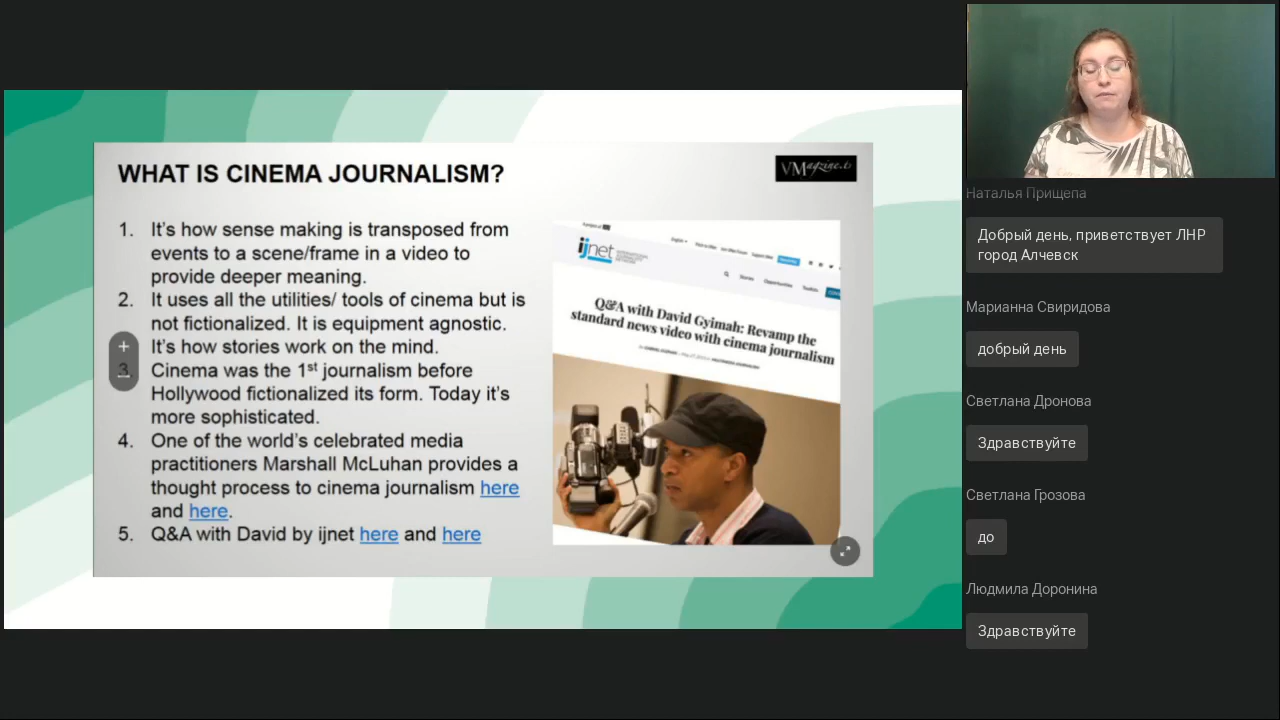 WHAT IS CINEMA JOURNALISM?
VMagzine.tv
1. It’s how sense making is transposed from
events to a scene/frame in a video to
provide deeper meaning.
2. It uses all the utilities/ tools of cinema but is
not fictionalized. It is equipment agnostic.
It’s how stories work on the mind.
3. Cinema was the 1st journalism before
Hollywood fictionalized its form. Today it’s
more sophisticated.
4. One of the world’s celebrated media
practitioners Marshall McLuhan provides a
thought process to cinema journalism here
and here.
5. Q&A with David by ijnet here and here
ijnet
Stories
Opportunities
Q&A with David Gyimah: Revamp the
standard news video with cinema journalism
Наталья Прищепа
Добрый день, приветствует ЛНР
город Алчевск
Марианна Свиридова
добрый день
Светлана Дронова
Здравствуйте
Светлана Грозова
до
Людмила Доронина
Здравствуйте